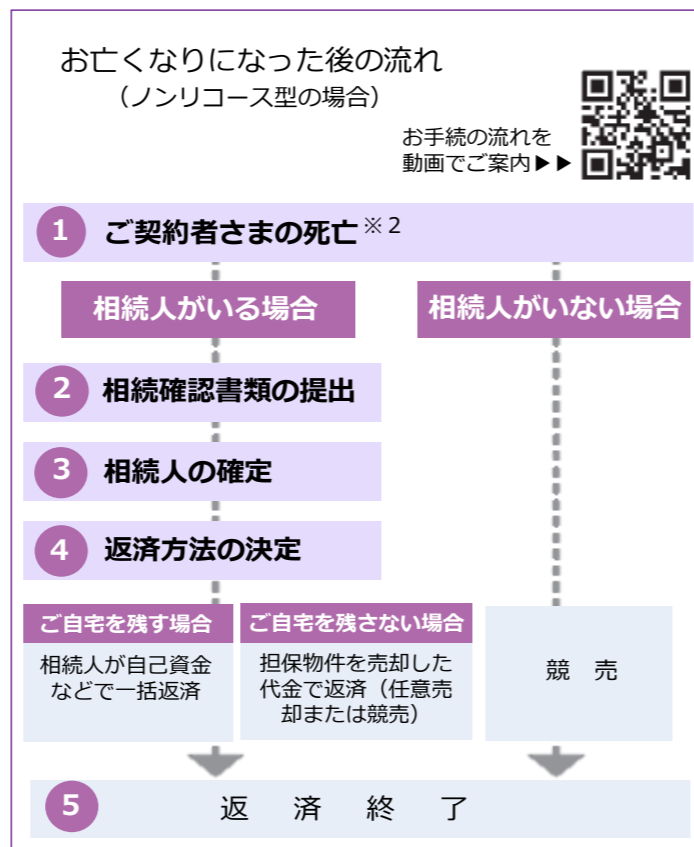 お亡くなりになった後の流れ
（ノンリコース型の場合）
お手続の流れを
動画でご案内▶▶
1 ご契約者さまの死亡※2
相続人がいる場合
相続人がいない場合
2 相続確認書類の提出
3 相続人の確定
4 返済方法の決定
ご自宅を残す場合
相続人が自己資金
などで一括返済
ご自宅を残さない場合
担保物件を売却した
代金で返済（任意売
却または競売）
競　売
5 返　済　終　了